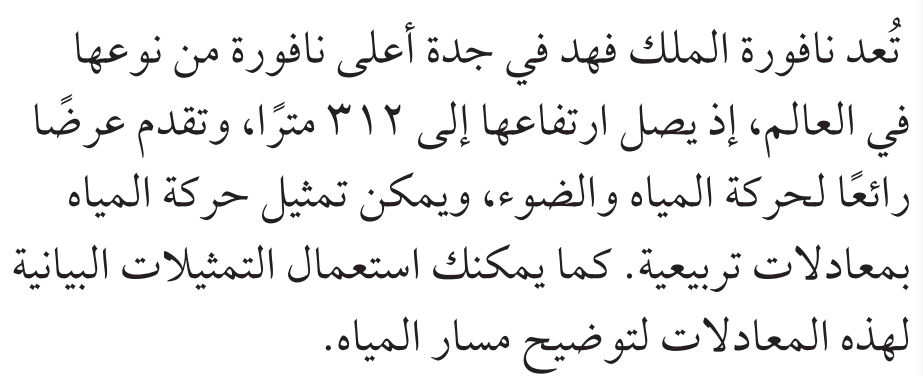 تُعد نافورة الملك فهد في جدة أعلى نافورة من نوعها
في العالم، إذ يصل ارتفاعها إلى ٣١٢ مترًا، وتقدم عرضًا
رائعًا لحركة المياه والضوء، ويمكن تمثيل حركة المياه
بمعادلات تربيعية. كما يمكنك استعمال التمثيلات البيانية
لهذه المعادلات لتوضيح مسار المياه.